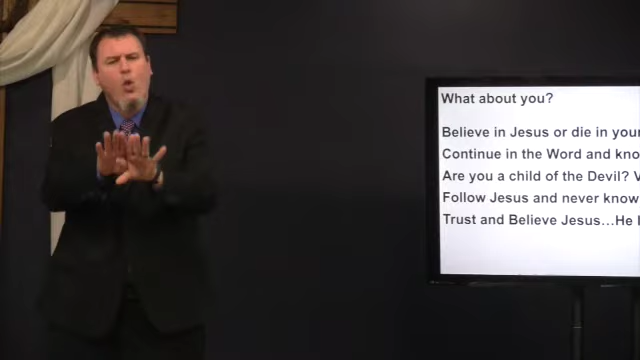 What about you?
Believe in Jesus or die in your
Continue in the Word and
Are you a child of the Devil?
Follow Jesus and never know
Trust and Believe Jesus...He